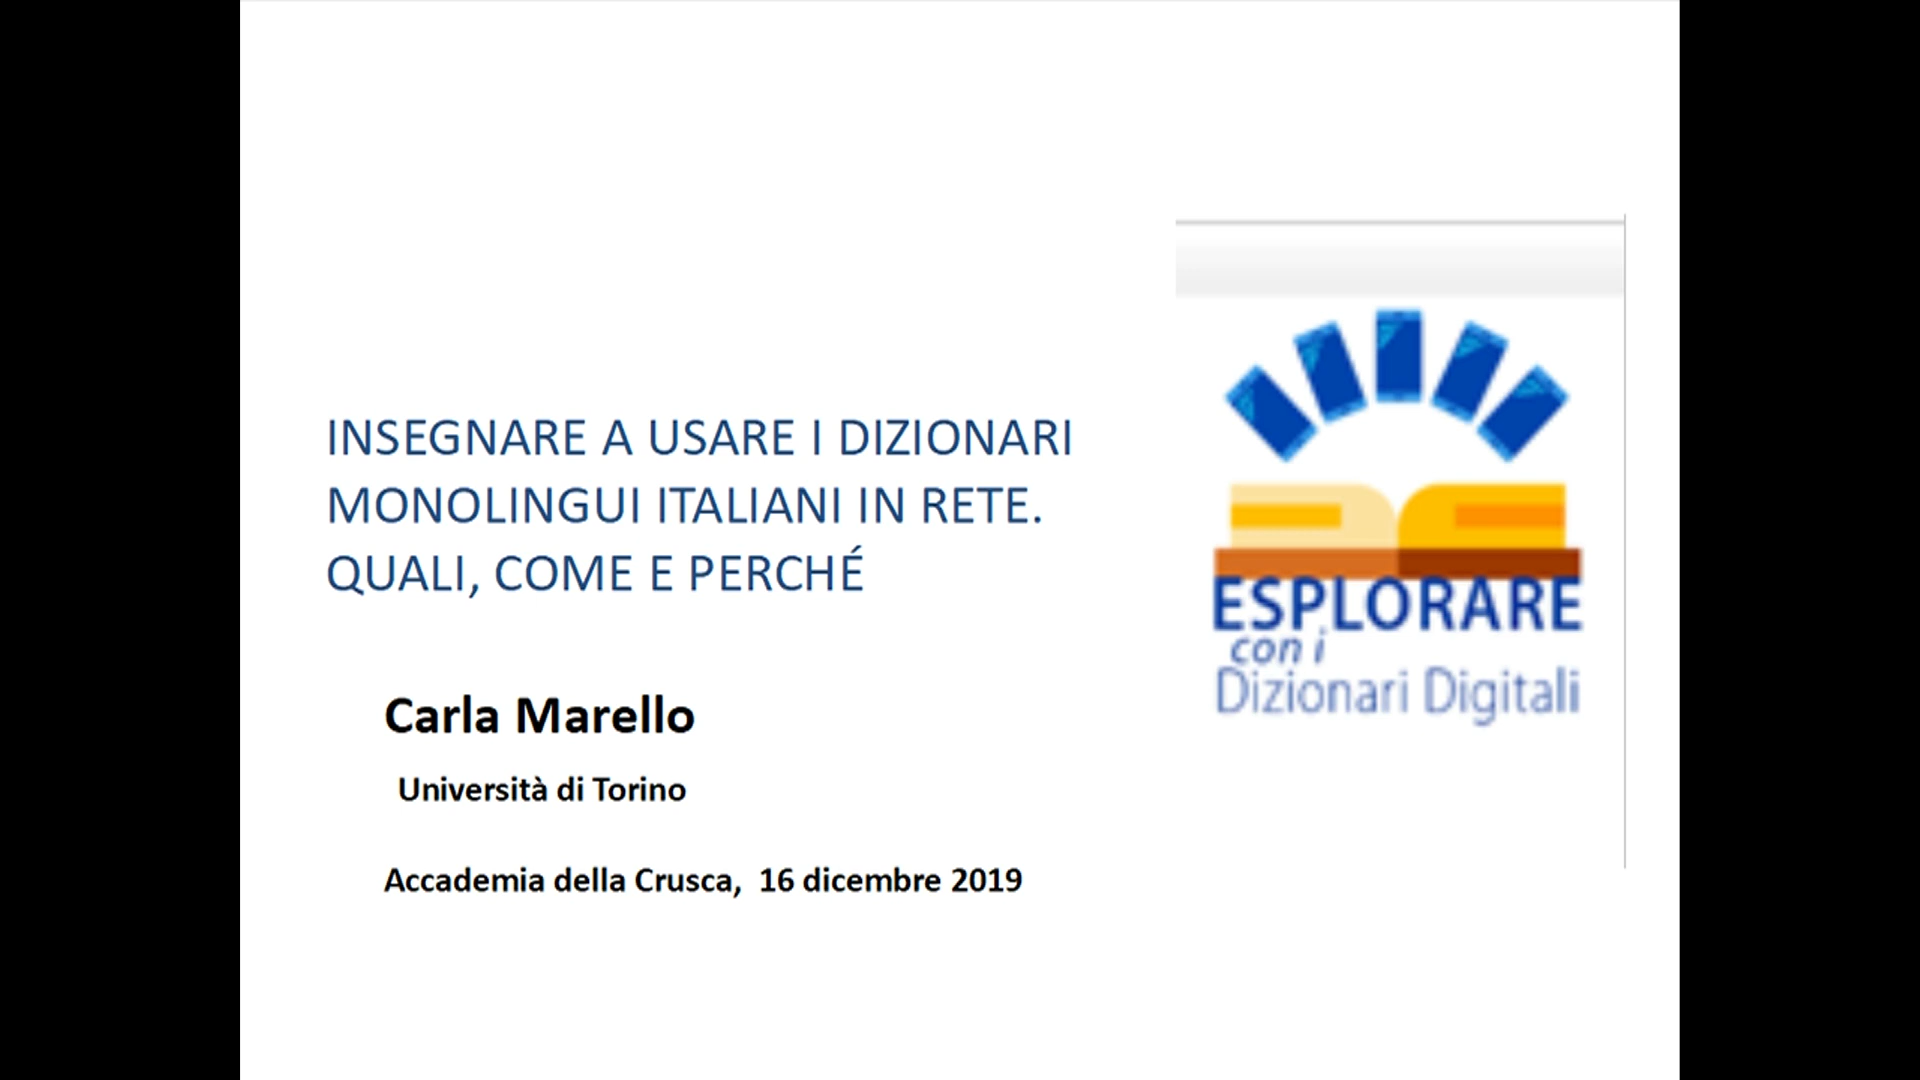 INSEGNARE A USARE I DIZIONARI
MONOLINGUI ITALIANI IN RETE.
QUALI, COME E PERCHÉ
Carla Marello
Università di Torino
Accademia della Crusca, 16 dicembre 2019
ESPLORARE
con i
Dizionari Digitali